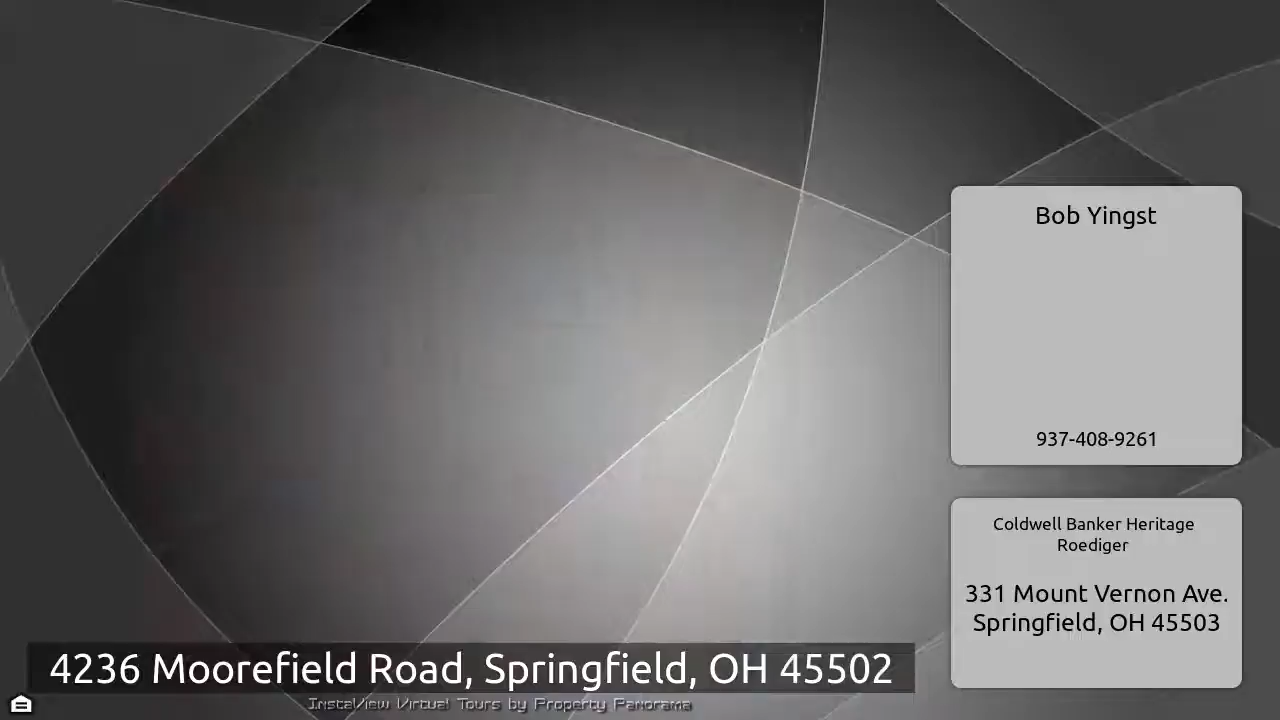 Bob Yingst
937-408-9261
Coldwell Banker Heritage
Roediger
331 Mount Vernon Ave.
Springfield, OH 45503
4236 Moorefield Road, Springfield, OH 45502
InstaView Virtual Tours by Property Panorama